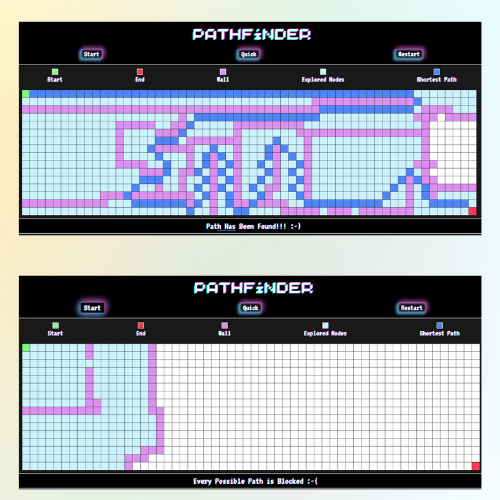 PATHFiNDER
Start Quick Restart
Start End Wall Explored Nodes Shortest Path
Path Has Been Found!!! :-)
PATHFiNDER
Start Quick Restart
Start End Wall Explored Nodes Shortest Path
Every Possible Path is Blocked :-(